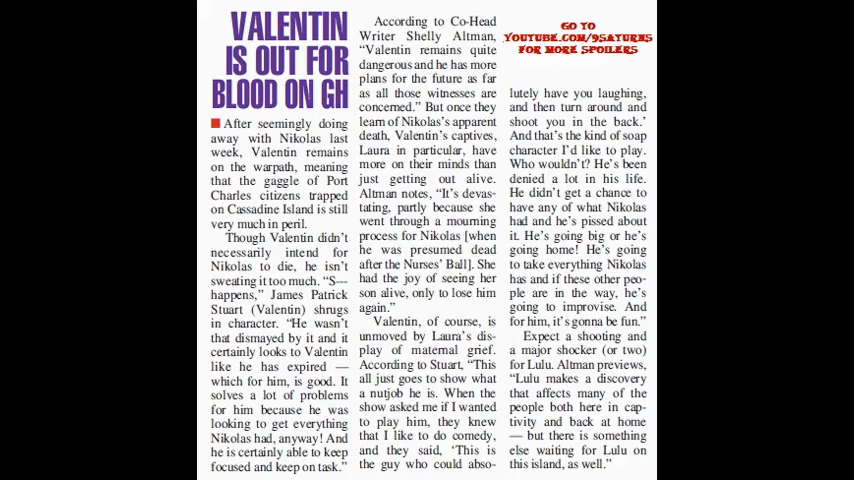 VALENTIN
IS OUT FOR
BLOOD ON GH
After seemingly doing
away with Nikolas last
week, Valentin remains
on the warpath, meaning
that the gaggle of Port
Charles citizens trapped
on Cassadine Island is still
very much in peril.
Though Valentin didn't
necessarily intend for
Nikolas to die, he isn't
sweating it too much. “S---
happens,” James Patrick
Stuart (Valentin) shrugs
in character. “He wasn't
that dismayed by it and it
certainly looks to Valentin
like he has expired —
which for him, is good. It
solves a lot of problems
for him because he was
looking to get everything
Nikolas had, anyway! And
he is certainly able to keep
focused and keep on task.”
According to Co-Head
Writer Shelly Altman,
“Valentin remains quite
dangerous and he has more
plans for the future as far
as all those witnesses are
concerned.” But once they
learn of Nikolas's apparent
death, Valentin's captives,
Laura in particular, have
more on their minds than
just getting out alive.
Altman notes, “It's devas-
tating, partly because she
went through a mourning
process for Nikolas [when
he was presumed dead
after the Nurses' Ball]. She
had the joy of seeing her
son alive, only to lose him
again.”
Valentin, of course, is
unmoved by Laura's dis-
play of maternal grief.
According to Stuart, “This
all just goes to show what
a nutjob he is. When the
show asked me if I wanted
to play him, they knew
that I like to do comedy,
and they said, ‘This is
the guy who could abso-
GO TO
YOUTUBE.COM/9SATURNS
FOR MORE SPOILERS
lutely have you laughing,
and then turn around and
shoot you in the back.'
And that's the kind of soap
character I'd like to play.
Who wouldn't? He's been
denied a lot in his life.
He didn't get a chance to
have any of what Nikolas
had and he's pissed about
it. He's going big or he's
going home! He's going
to take everything Nikolas
has and if these other peo-
ple are in the way, he's
going to improvise. And
for him, it's gonna be fun.”
Expect a shooting and
a major shocker (or two)
for Lulu. Altman previews,
“Lulu makes a discovery
that affects many of the
people both here in cap-
tivity and back at home
— but there is something
else waiting for Lulu on
this island, as well.”